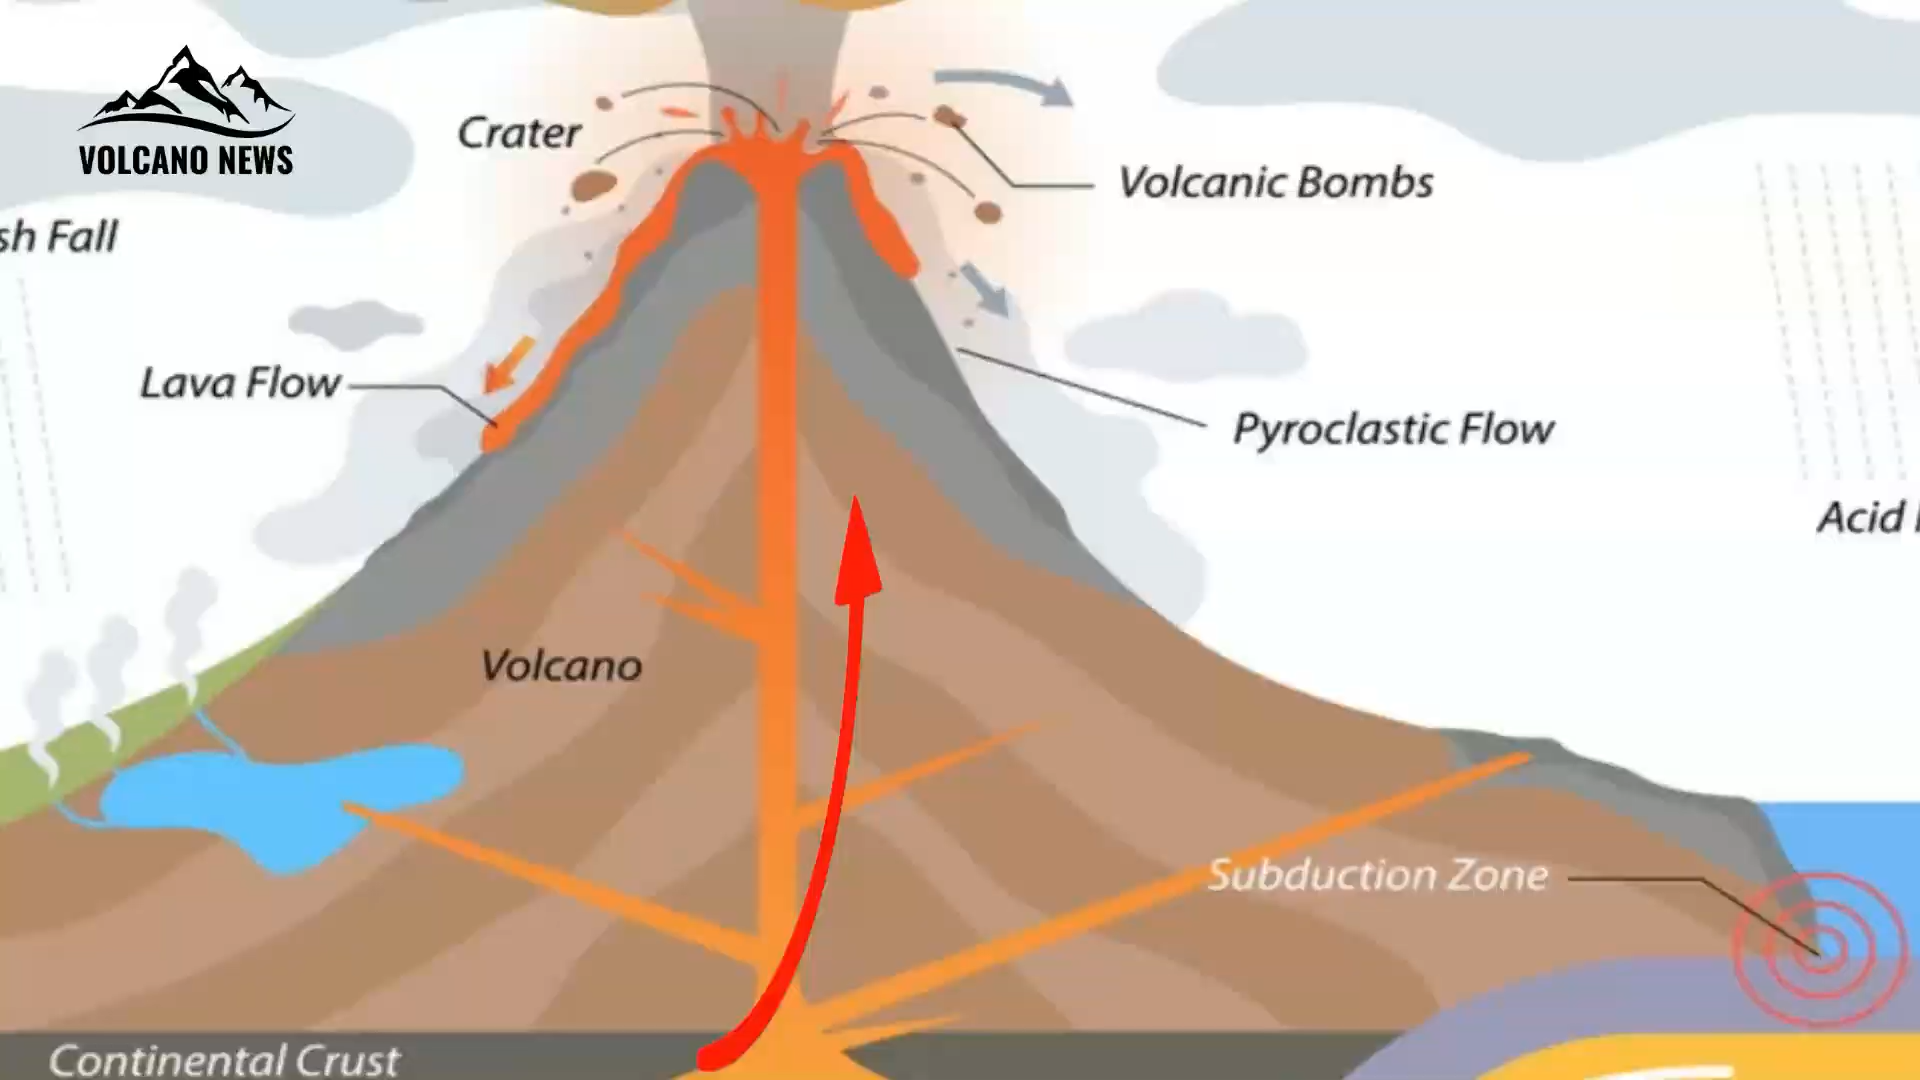 VOLCANO NEWS
Crater
Volcanic Bombs
sh Fall
Lava Flow
Pyroclastic Flow
Acid
Volcano
Subduction Zone
Continental Crust